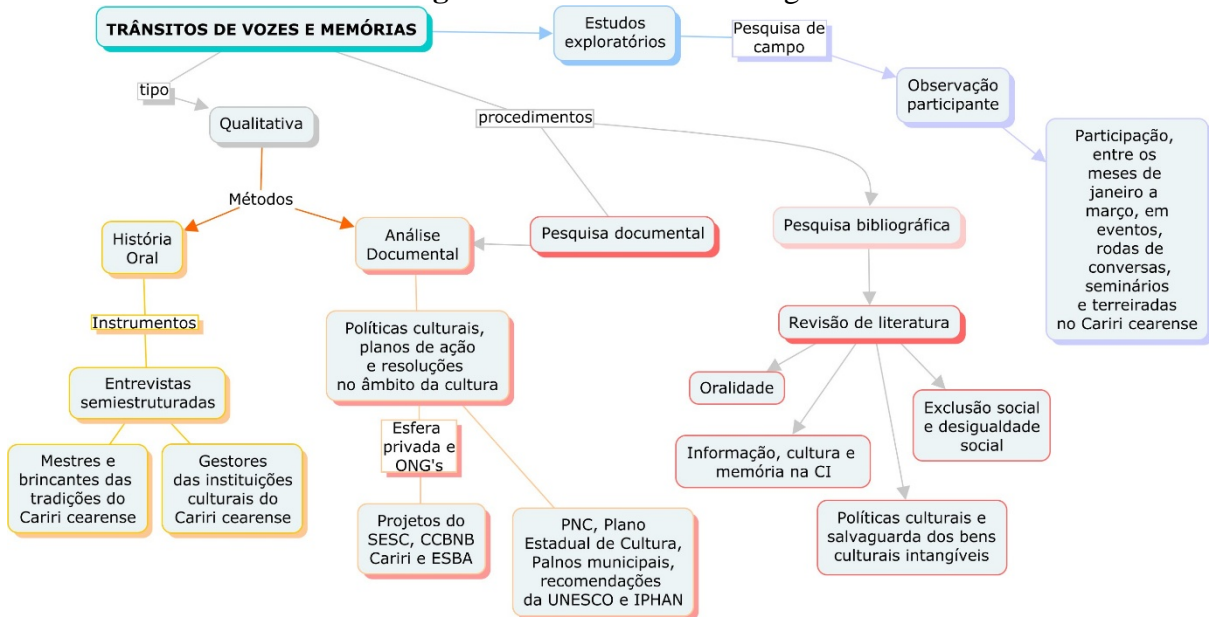 TRÂNSITOS DE VOZES E MEMÓRIAS
Estudos
exploratórios
Pesquisa de
campo
Observação
participante
Participação,
entre os
meses de
janeiro a
março, em
eventos,
rodas de
conversas,
seminários
e terreiradas
no Cariri cearense
tipo
Qualitativa
procedimentos
Métodos
História
Oral
Análise
Documental
Pesquisa documental
Pesquisa bibliográfica
Instrumentos
Entrevistas
semiestruturadas
Mestres e
brincantes das
tradições do
Cariri cearense
Gestores
das instituições
culturais do
Cariri cearense
Políticas culturais,
planos de ação
e resoluções
no âmbito da cultura
Esfera
privada e
ONG's
Projetos do
SESC, CCBNB
Cariri e ESBA
PNC, Plano
Estadual de Cultura,
Palnos municipais,
recomendações
da UNESCO e IPHAN
Revisão de literatura
Oralidade
Informação, cultura e
memória na CI
Políticas culturais e
salvaguarda dos bens
culturais intangíveis
Exclusão social
e desigualdade
social